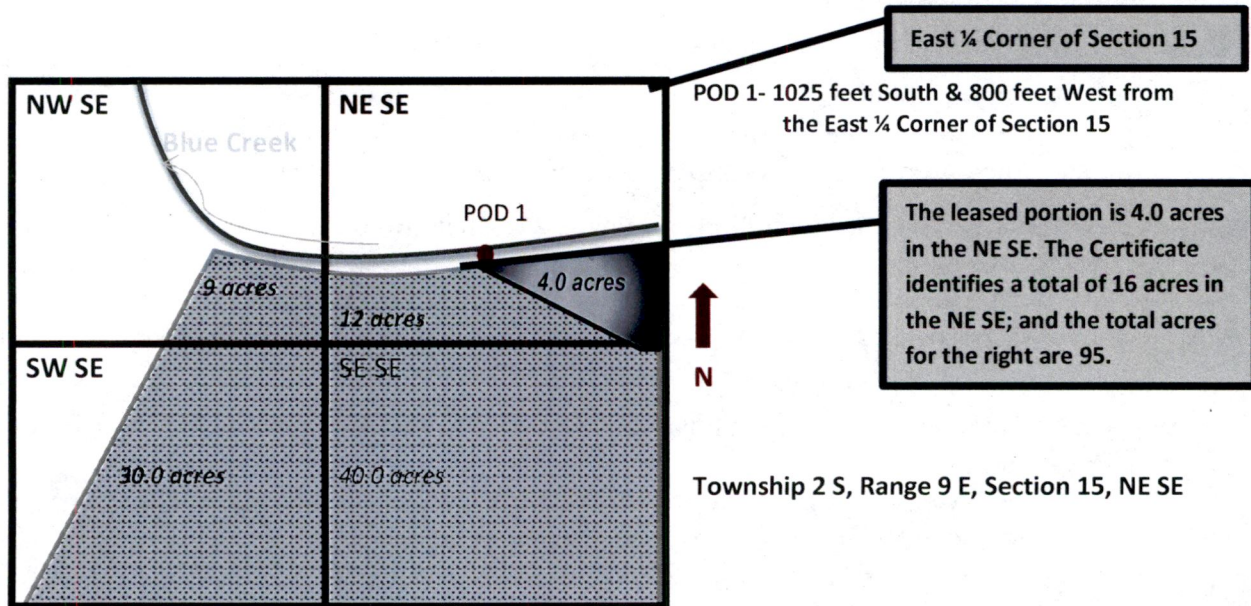 East ¼ Corner of Section 15
NW SE
NE SE
POD 1- 1025 feet South & 800 feet West from
the East ¼ Corner of Section 15
Blue Creek
POD 1
The leased portion is 4.0 acres
in the NE SE. The Certificate
identifies a total of 16 acres in
the NE SE; and the total acres
for the right are 95.
9 acres
4.0 acres
12 acres
N
SW SE
SE SE
30.0 acres
40.0 acres
Township 2 S, Range 9 E, Section 15, NE SE